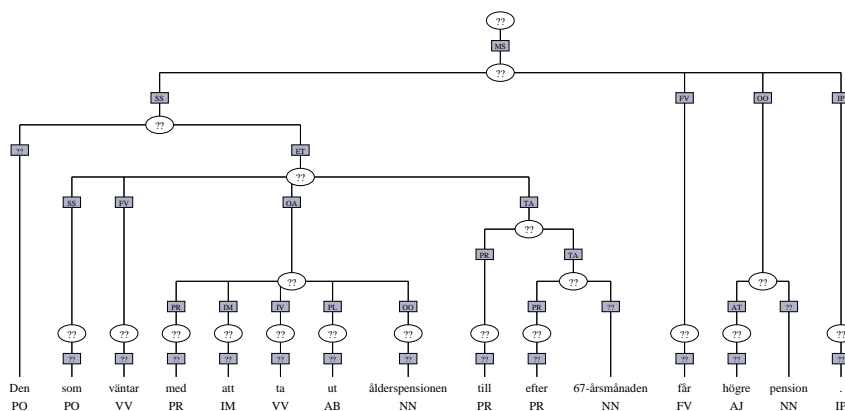 ??
MS
??
SS FV OO IP
??
?? ET
??
SS FV OA TA
??
PR TA
?? ??
PR IM IV PL OO PR ?? AT ??
?? ?? ?? ?? ?? ?? ?? ?? ?? ?? ?? ??
?? ?? ?? ?? ?? ?? ?? ?? ?? ?? ?? ??
Den som väntar med att ta ut ålderspensionen till efter 67-årsmånaden får högre pension .
PO PO VV PR IM VV AB NN PR PR NN FV AJ NN IP